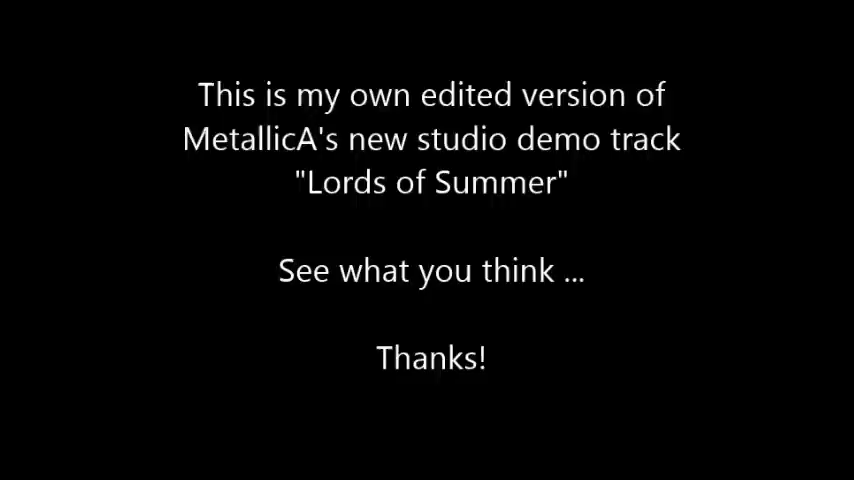 This is my own edited version of
MetallicA's new studio demo track
"Lords of Summer"
See what you think ...
Thanks!